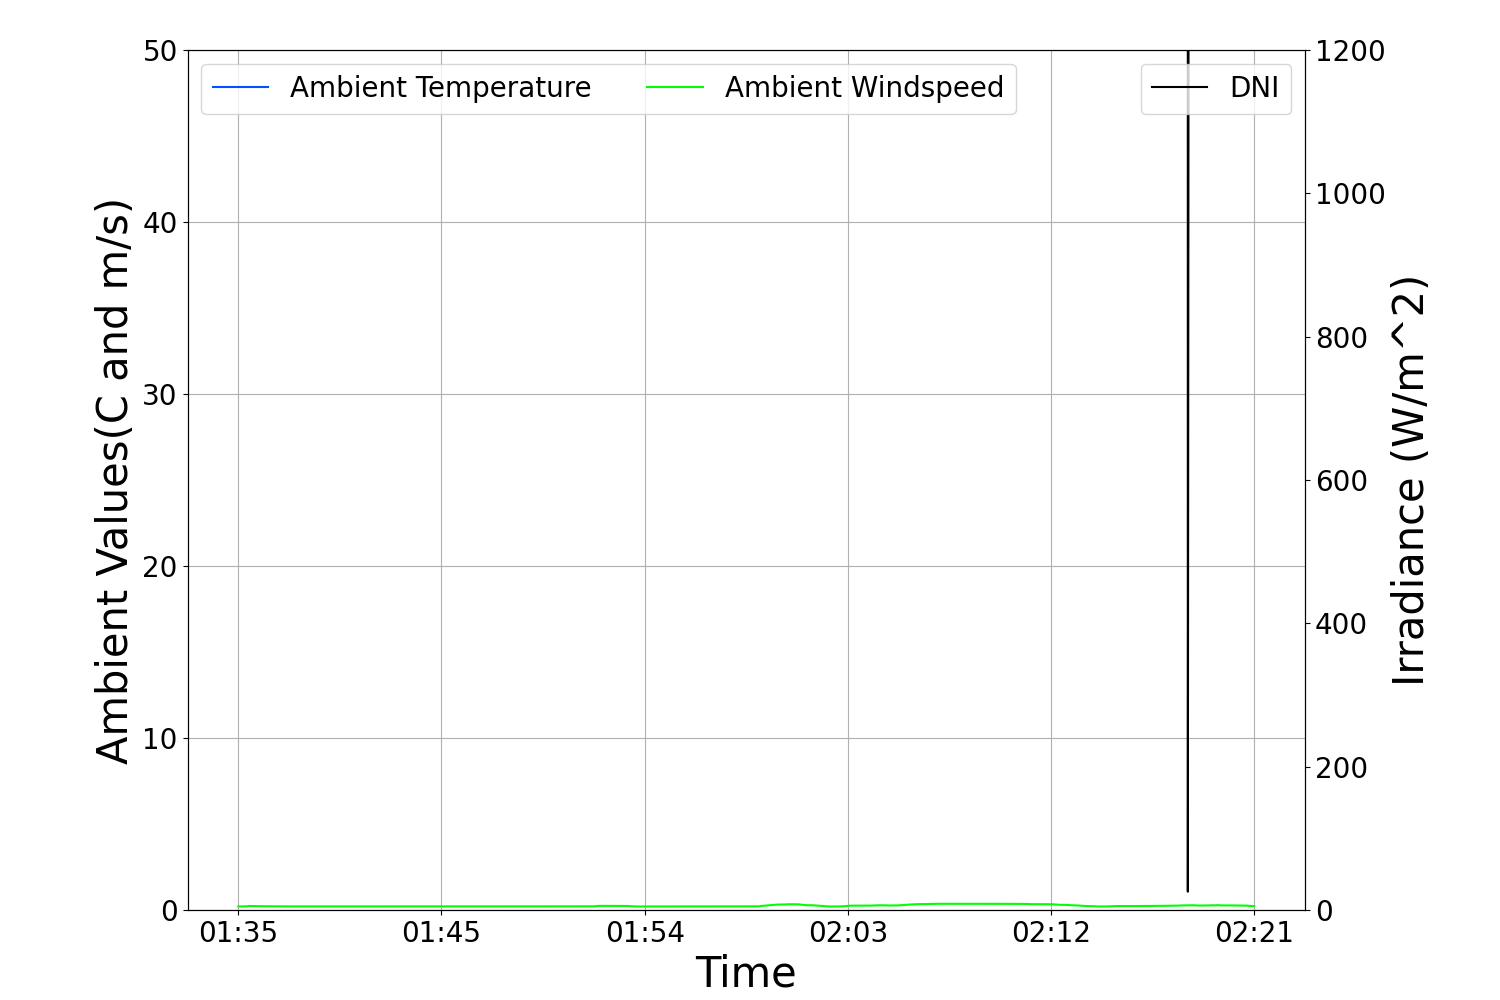 Ambient Temperature
Ambient Windspeed
DNI
Ambient Values(C and m/s)
50
40
30
20
10
0
1200
1000
800
600
400
200
0
Irradiance (W/m^2)
01:35 01:45 01:54 02:03 02:12 02:21
Time